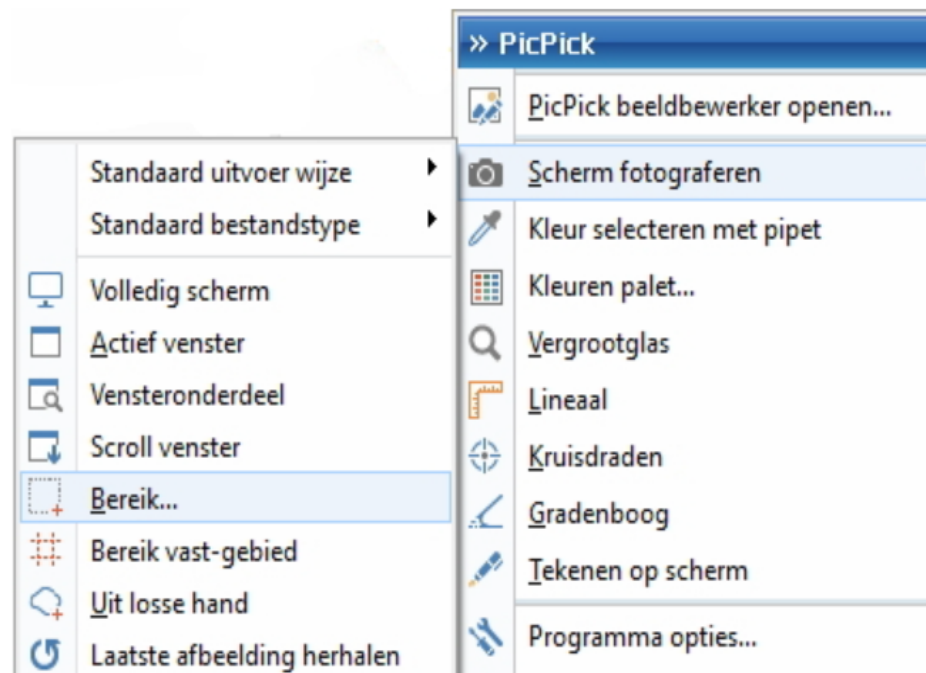 » PicPick
PicPick beeldbewerker openen...
Scherm fotograferen
Kleur selecteren met pipet
Kleuren palet...
Vergrootglas
Lineaal
Kruisdraden
Gradenboog
Tekenen op scherm
Programma opties...
Standaard uitvoer wijze
Standaard bestandstype
Volledig scherm
Actief venster
Vensteronderdeel
Scroll venster
Bereik...
Bereik vast-gebied
Uit losse hand
Laatste afbeelding herhalen